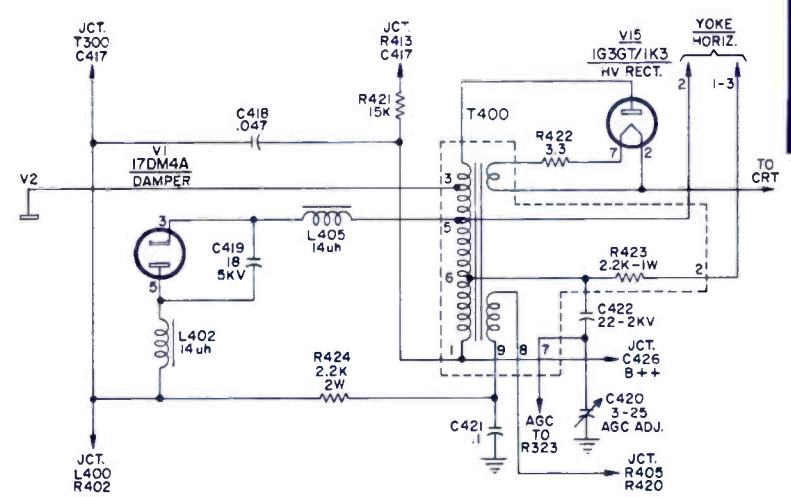 JCT.
T300
C417
JCT.
R413
C417
V15
1G3GT/1K3
HV RECT.
YOKE
HORIZ.
2
1-3
R421
15K
T400
C418
.047
R422
3.3
7
2
V1
17DM4A
DAMPER
V2
3
TO
CRT
3
5
L405
14uh
C419
18
5KV
5
R423
2.2K-1W
2
6
L402
14uh
C422
22-2KV
R424
2.2K
2W
1
9
8
7
JCT.
C426
B++
C421
.1
AGC
TO
R323
C420
3-25
AGC ADJ.
JCT.
L400
R402
JCT.
R405
R420